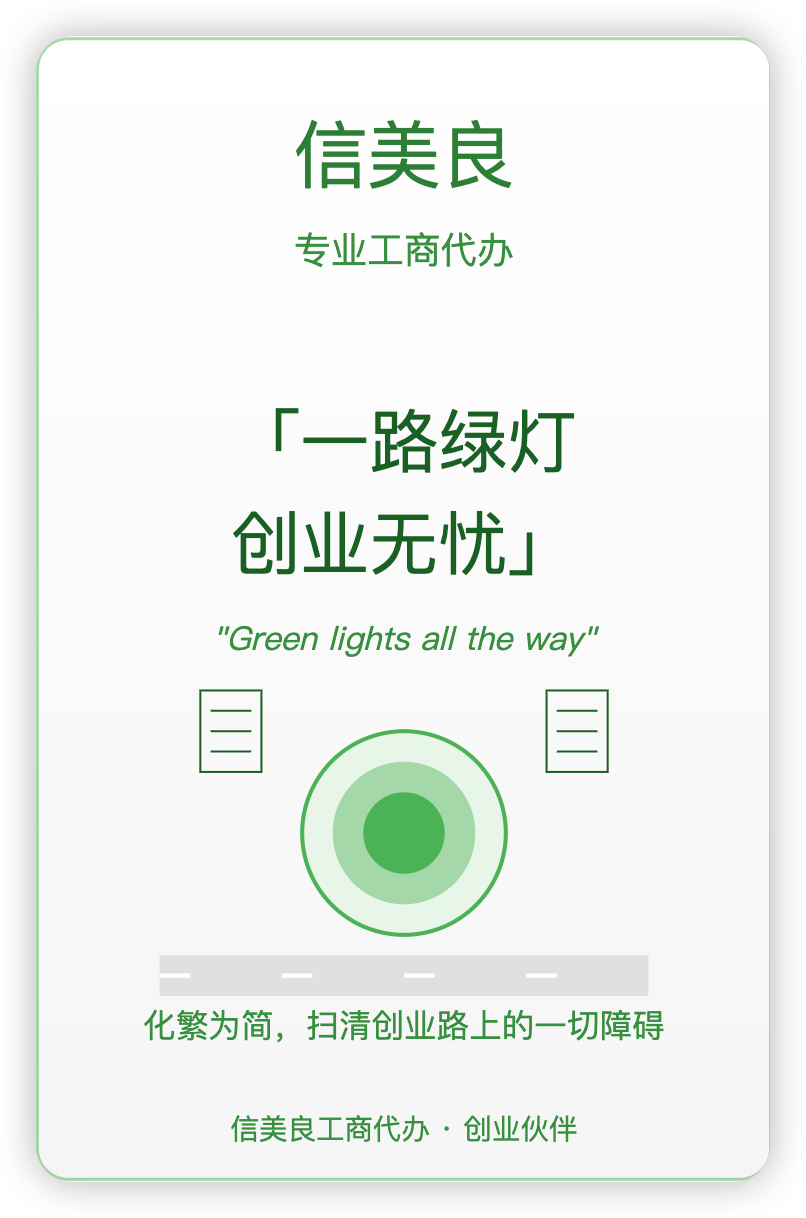 信美良
专业工商代办
「一路绿灯
创业无忧」
"Green lights all the way"
化繁为简，扫清创业路上的一切障碍
信美良工商代办 · 创业伙伴